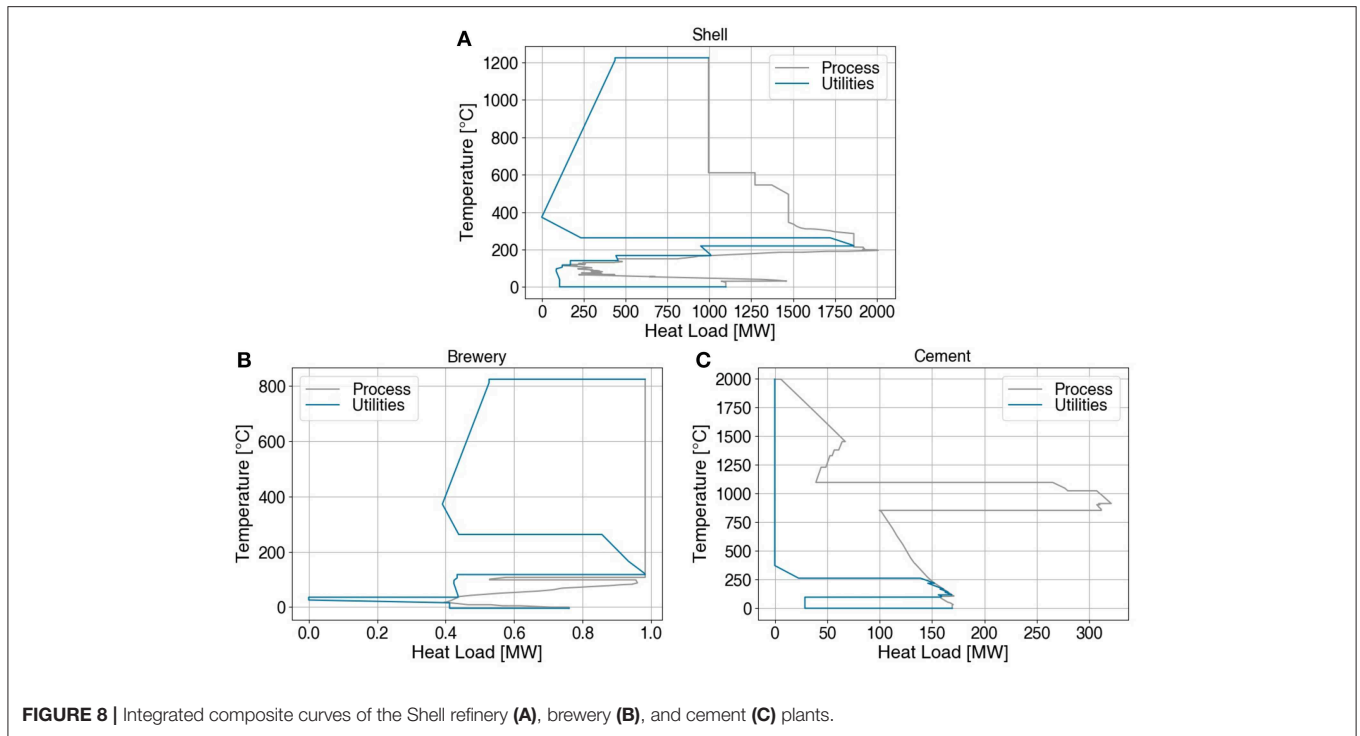 A
Shell
Process
Utilities
1200
1000
800
600
400
200
0
Temperature [°C]
0 250 500 750 1000 1250 1500 1750 2000
Heat Load [MW]
B
Brewery
Process
Utilities
800
600
400
200
0
Temperature [°C]
0.0 0.2 0.4 0.6 0.8 1.0
Heat Load [MW]
C
Cement
Process
Utilities
2000
1750
1500
1250
1000
750
500
250
0
Temperature [°C]
0 50 100 150 200 250 300
Heat Load [MW]
FIGURE 8 | Integrated composite curves of the Shell refinery (A), brewery (B), and cement (C) plants.